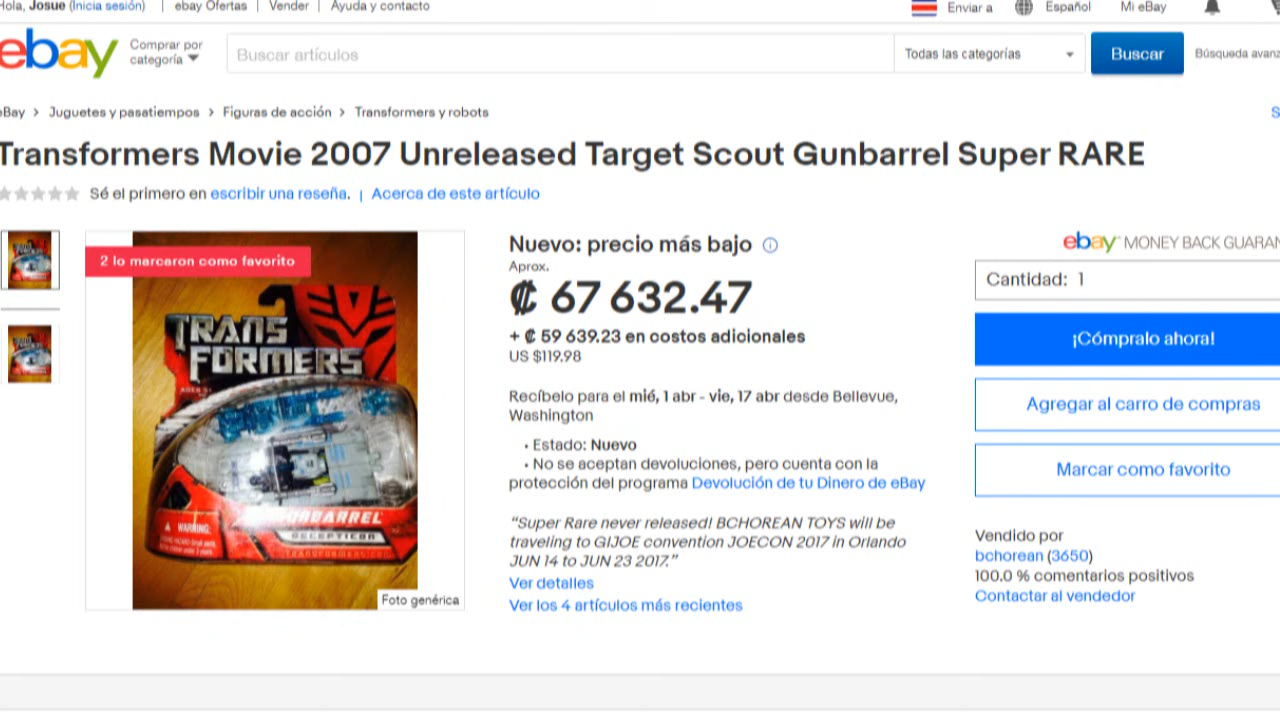 Hola, Josue (Inicia sesión) | ebay Ofertas | Vender | Ayuda y contacto
Enviar a Español Mi eBay
ebay Comprar por categoría Buscar artículos Todas las categorías Buscar Búsqueda avanz
eBay > Juguetes y pasatiempos > Figuras de acción > Transformers y robots
S
Transformers Movie 2007 Unreleased Target Scout Gunbarrel Super RARE
Sé el primero en escribir una reseña. | Acerca de este artículo
2 lo marcaron como favorito
TRANS
FORMERS
WARNING:
GUNBARREL
DECEPTICON
Foto genérica
Nuevo: precio más bajo
Aprox.
₡ 67 632.47
+ ₡ 59 639.23 en costos adicionales
US $119.98
Recíbelo para el mié, 1 abr - vie, 17 abr desde Bellevue,
Washington
• Estado: Nuevo
• No se aceptan devoluciones, pero cuenta con la
protección del programa Devolución de tu Dinero de eBay
“Super Rare never released! BCHOREAN TOYS will be
traveling to GIJOE convention JOECON 2017 in Orlando
JUN 14 to JUN 23 2017.”
Ver detalles
Ver los 4 artículos más recientes
ebay MONEY BACK GUARAN
Cantidad: 1
¡Cómpralo ahora!
Agregar al carro de compras
Marcar como favorito
Vendido por
bchorean (3650)
100.0 % comentarios positivos
Contactar al vendedor